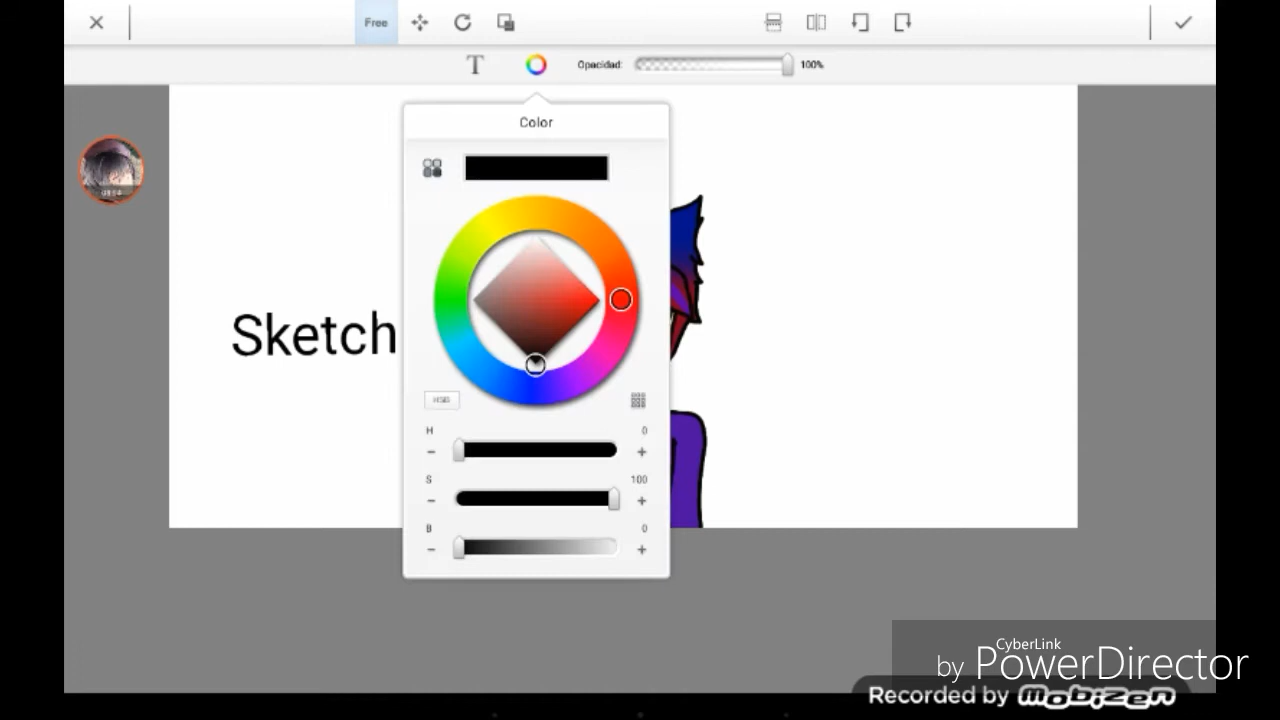 Free
T
Opacidad: 100%
Color
Sketch
HSB
H 0
S 100
B 0
CyberLink
by PowerDirector
Recorded by mobizen